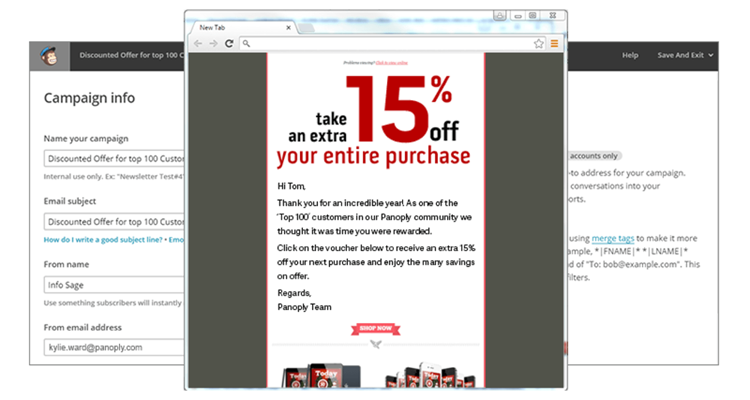 New Tab
Discounted Offer for top 100 C
Help
Save And Exit
Campaign info
Name your campaign
Discounted Offer for top 100 Custo
Internal use only. Ex: "Newsletter Test#4"
Email subject
Discounted Offer for top 100 Custo
How do I write a good subject line? • Emo
From name
Info Sage
Use something subscribers will instantly
From email address
kylie.ward@panoply.com
Click to view online
take
an extra
15%
off
your entire purchase
Hi Tom,
Thank you for an incredible year! As one of the
'Top 100' customers in our Panoply community we
thought it was time you were rewarded.
Click on the voucher below to receive an extra 15%
off your next purchase and enjoy the many savings
on offer.
Regards,
Panoply Team
SHOP NOW
Today
Today
accounts only
-to address for your campaign.
conversations into your
orts.
using merge tags to make it more
ample, *|FNAME|* *|LNAME|*
d of "To: bob@example.com". This
filters.